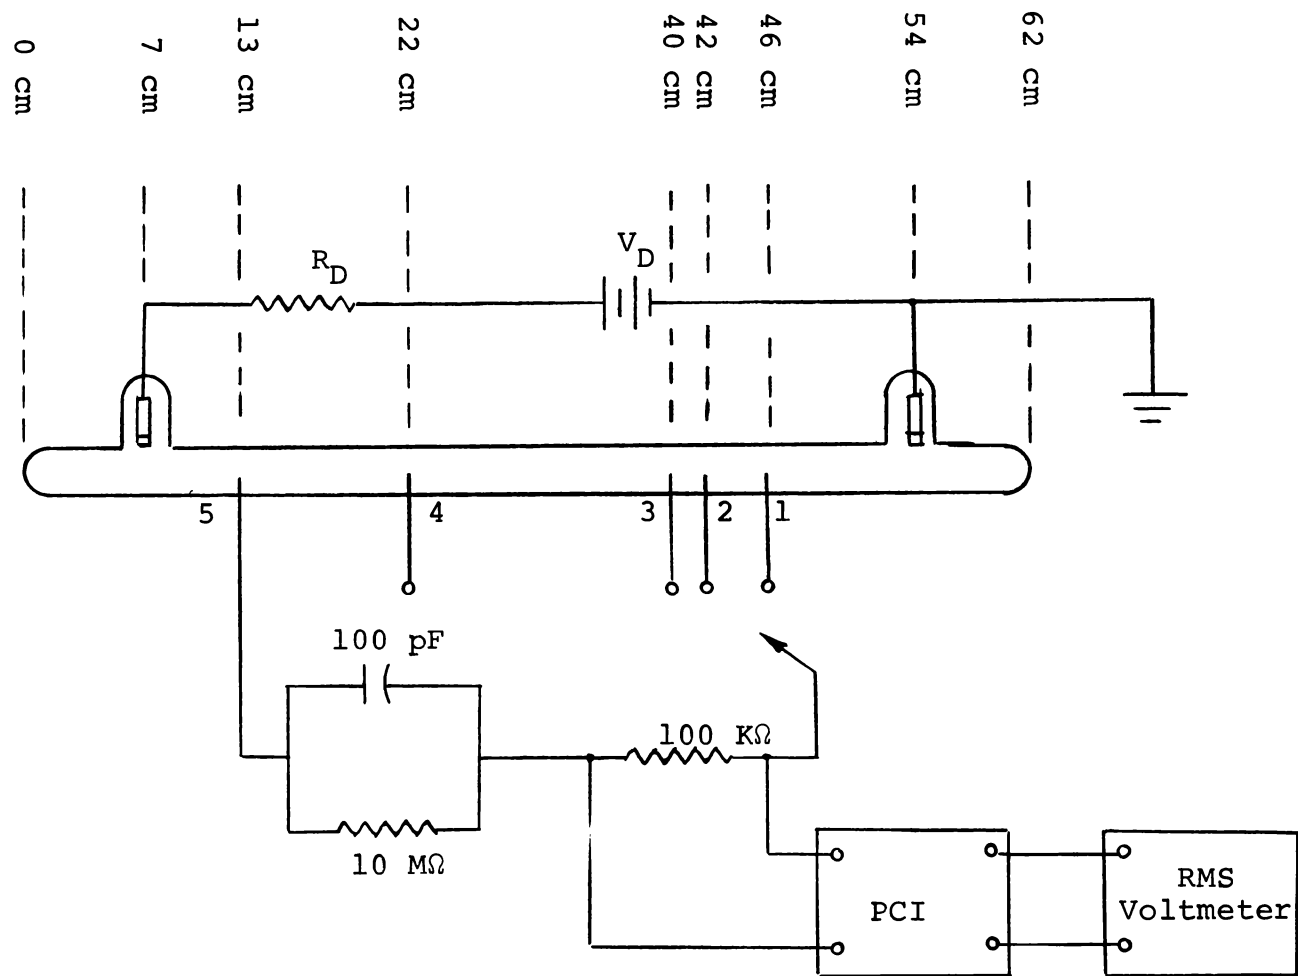 0 cm
7 cm
13 cm
22 cm
40 cm
42 cm
46 cm
54 cm
62 cm
R_D
V_D
5
4
3
2
1
100 pF
100 KΩ
10 MΩ
PCI
RMS
Voltmeter